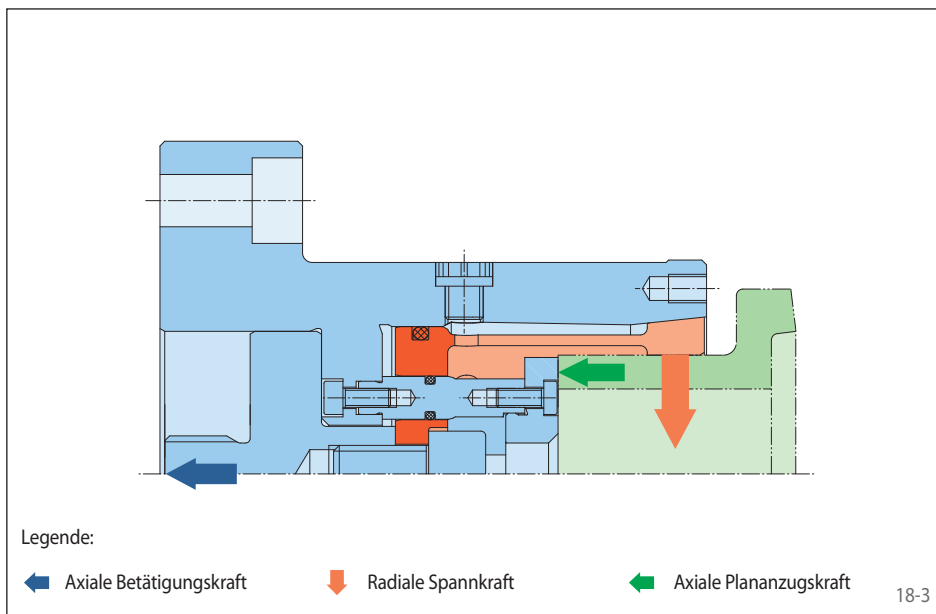 Legende:
Axiale Betätigungskraft
Radiale Spannkraft
Axiale Plananzugskraft
18-3